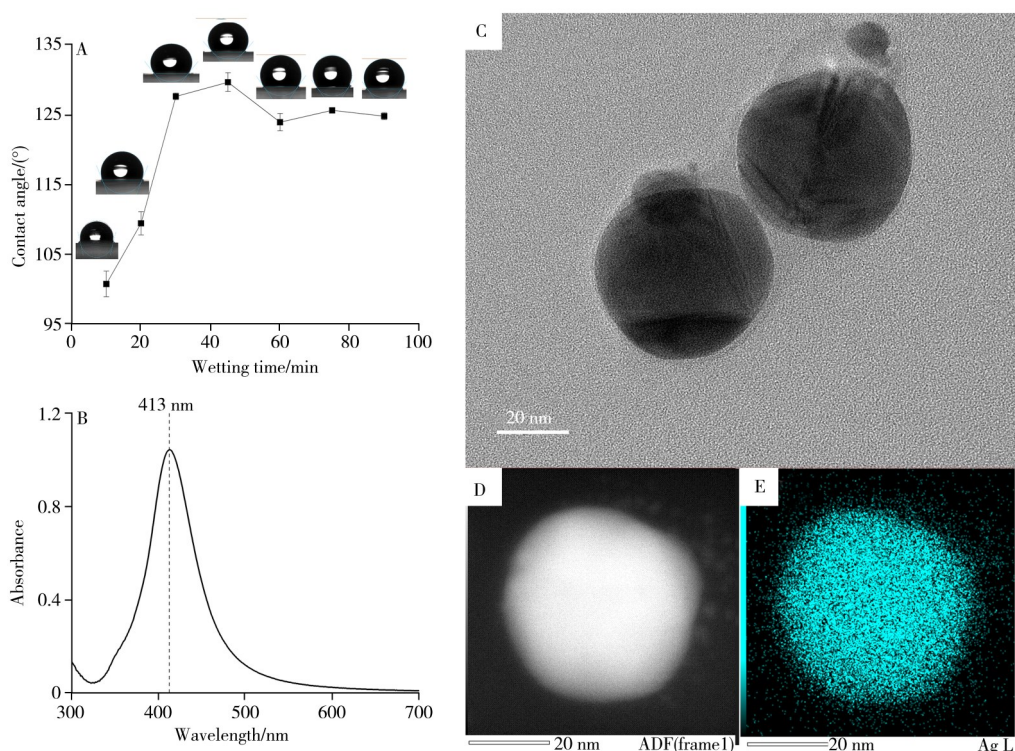 A
135
125
115
105
95
0
20
40
60
80
100
Contact angle/(°)
Wetting time/min
B
413 nm
1.2
0.8
0.4
0
300
400
500
600
700
Absorbance
Wavelength/nm
C
20 nm
D
20 nm
ADF(frame1)
E
20 nm
Ag L